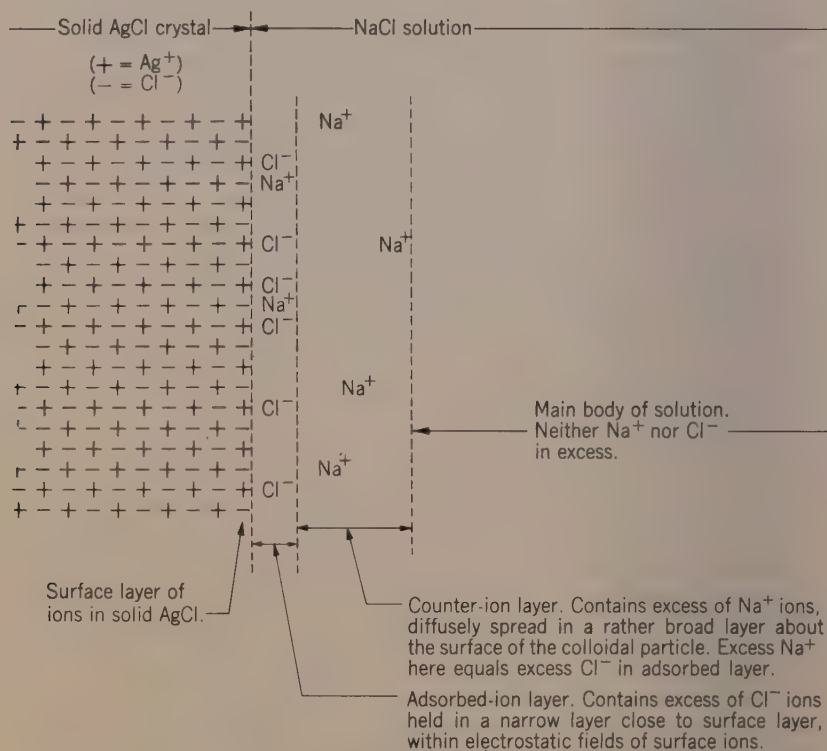 Solid AgCl crystal
NaCl solution
(+ = Ag⁺)
(− = Cl⁻)
− + − + − + − + − + Na⁺
+ − + − + − + − + −
+ − + − + − + − + Cl⁻
− + − + − + − + − Na⁺
+ − + − + − + − +
+ − + − + − + − + −
− + − + − + − + − + Cl⁻ Na⁺
− + − + − + − + −
+ − + − + − + − + Cl⁻
− + − + − + − + − Na⁺
− + − + − + − + − + Cl⁻
− + − + − + − + −
+ − + − + − + − +
+ − + − + − + − + − Na⁺
− + − + − + − + − + Cl⁻
− + − + − + − + −
+ − + − + − + − +
− + − + − + − + − Na⁺
− + − + − + − + − + Cl⁻
+ − + − + − + − + −
Main body of solution.
Neither Na⁺ nor Cl⁻
in excess.
Surface layer of
ions in solid AgCl.
Counter-ion layer. Contains excess of Na⁺ ions,
diffusely spread in a rather broad layer about
the surface of the colloidal particle. Excess Na⁺
here equals excess Cl⁻ in adsorbed layer.
Adsorbed-ion layer. Contains excess of Cl⁻ ions
held in a narrow layer close to surface layer,
within electrostatic fields of surface ions.